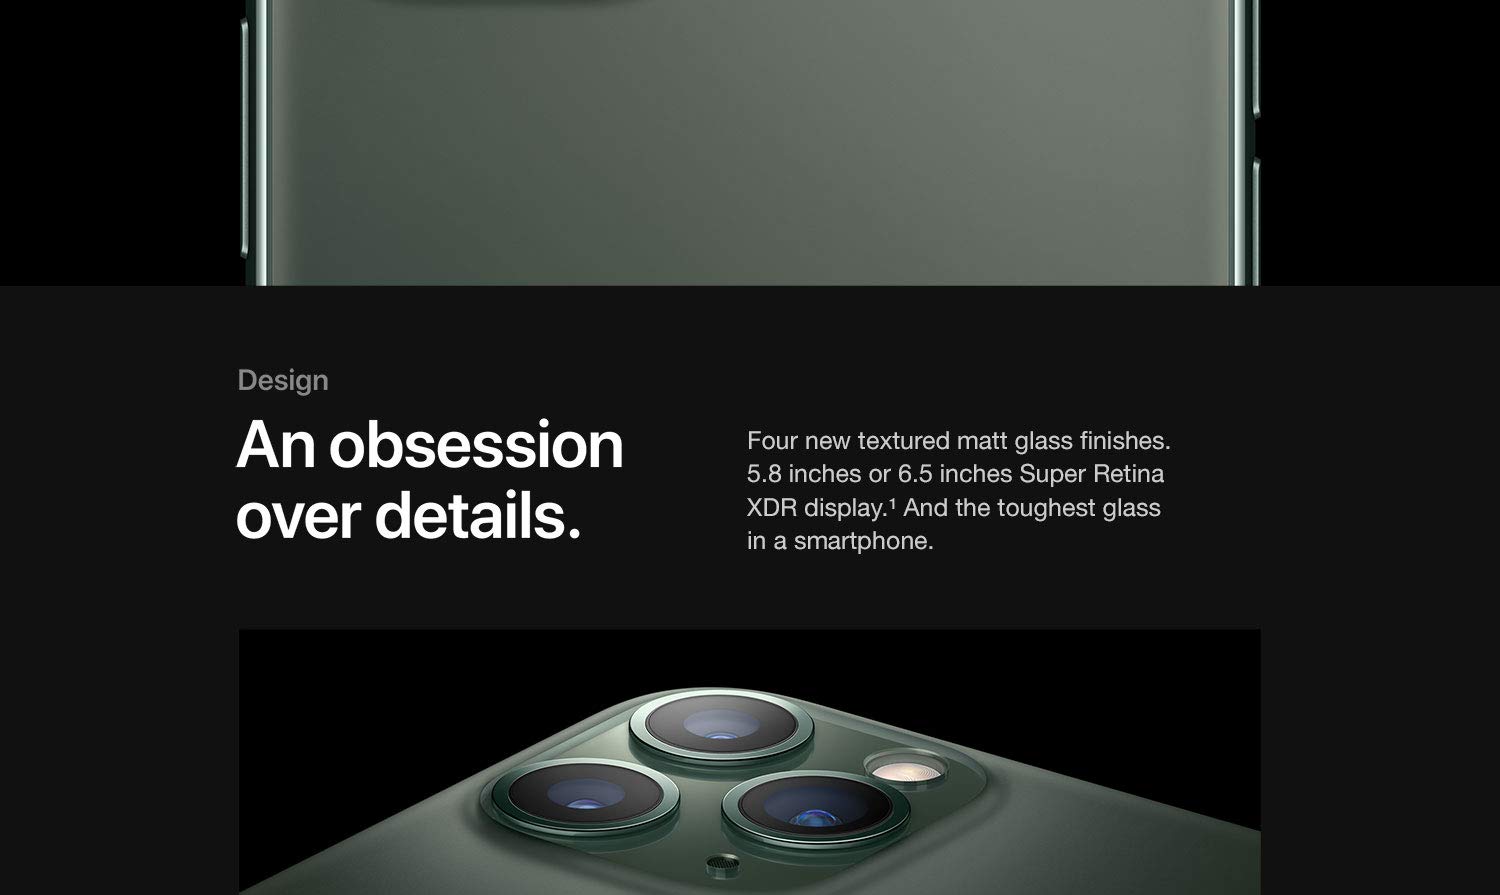 Design
An obsession
over details.
Four new textured matt glass finishes.
5.8 inches or 6.5 inches Super Retina
XDR display.¹ And the toughest glass
in a smartphone.